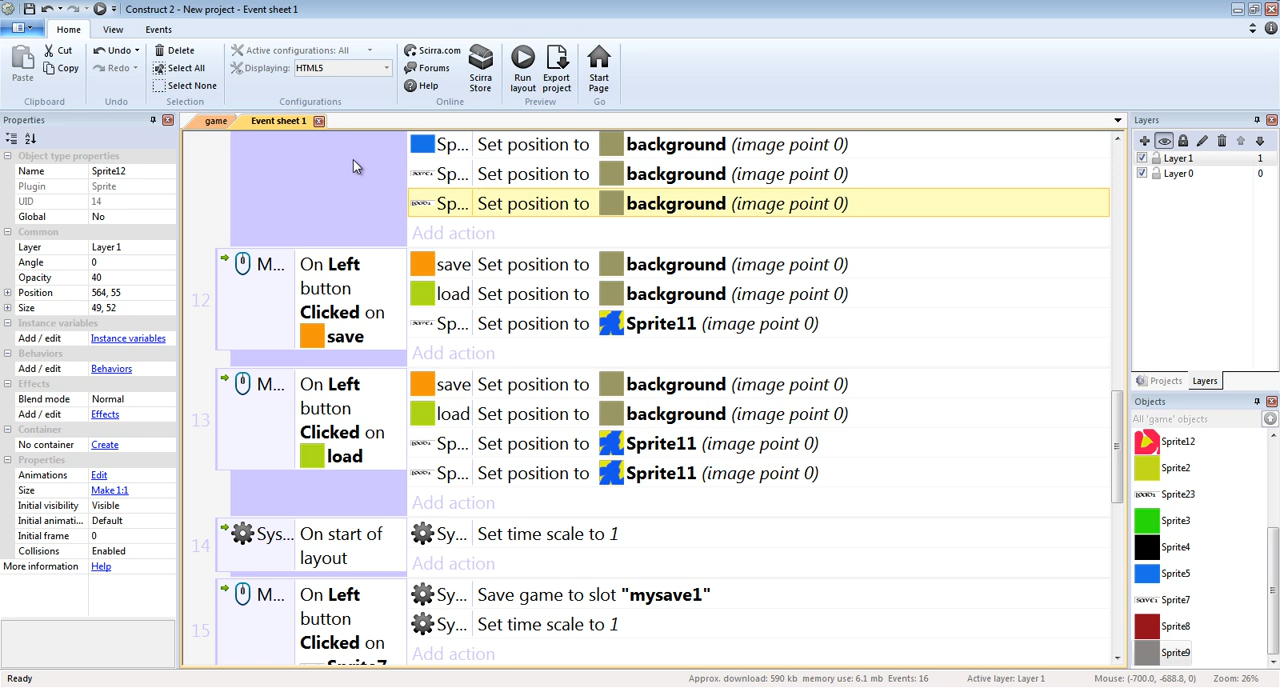 Construct 2 - New project - Event sheet 1
Home View Events
Paste Cut Copy Clipboard
Undo Redo Undo
Delete Select All Select None Selection
Active configurations: All
Displaying: HTML5
Configurations
Scirra.com Forums Help Scirra Store Online
Run layout Export project Preview
Start Page Go
Properties
game Event sheet 1
Layers
Object type properties
Name Sprite12
Plugin Sprite
UID 14
Global No
Common
Layer Layer 1
Angle 0
Opacity 40
Position 564, 55
Size 49, 52
Instance variables
Add / edit Instance variables
Behaviors
Add / edit Behaviors
Effects
Blend mode Normal
Add / edit Effects
Container
No container Create
Properties
Animations Edit
Size Make 1:1
Initial visibility Visible
Initial animati... Default
Initial frame 0
Collisions Enabled
More information Help
Sp... Set position to background (image point 0)
Sp... Set position to background (image point 0)
Sp... Set position to background (image point 0)
Add action
12 M... On Left button Clicked on save
save Set position to background (image point 0)
load Set position to background (image point 0)
Sp... Set position to Sprite11 (image point 0)
Add action
13 M... On Left button Clicked on load
save Set position to background (image point 0)
load Set position to background (image point 0)
Sp... Set position to Sprite11 (image point 0)
Sp... Set position to Sprite11 (image point 0)
Add action
14 Sys... On start of layout
Sy... Set time scale to 1
Add action
15 M... On Left button Clicked on Sprite7
Sy... Save game to slot "mysave1"
Sy... Set time scale to 1
Add action
Layer 1 1
Layer 0 0
Projects Layers
Objects
All 'game' objects
Sprite12
Sprite2
Sprite23
Sprite3
Sprite4
Sprite5
Sprite7
Sprite8
Sprite9
Ready
Approx. download: 590 kb memory use: 6.1 mb Events: 16
Active layer: Layer 1
Mouse: (-700.0, -688.8, 0)
Zoom: 26%